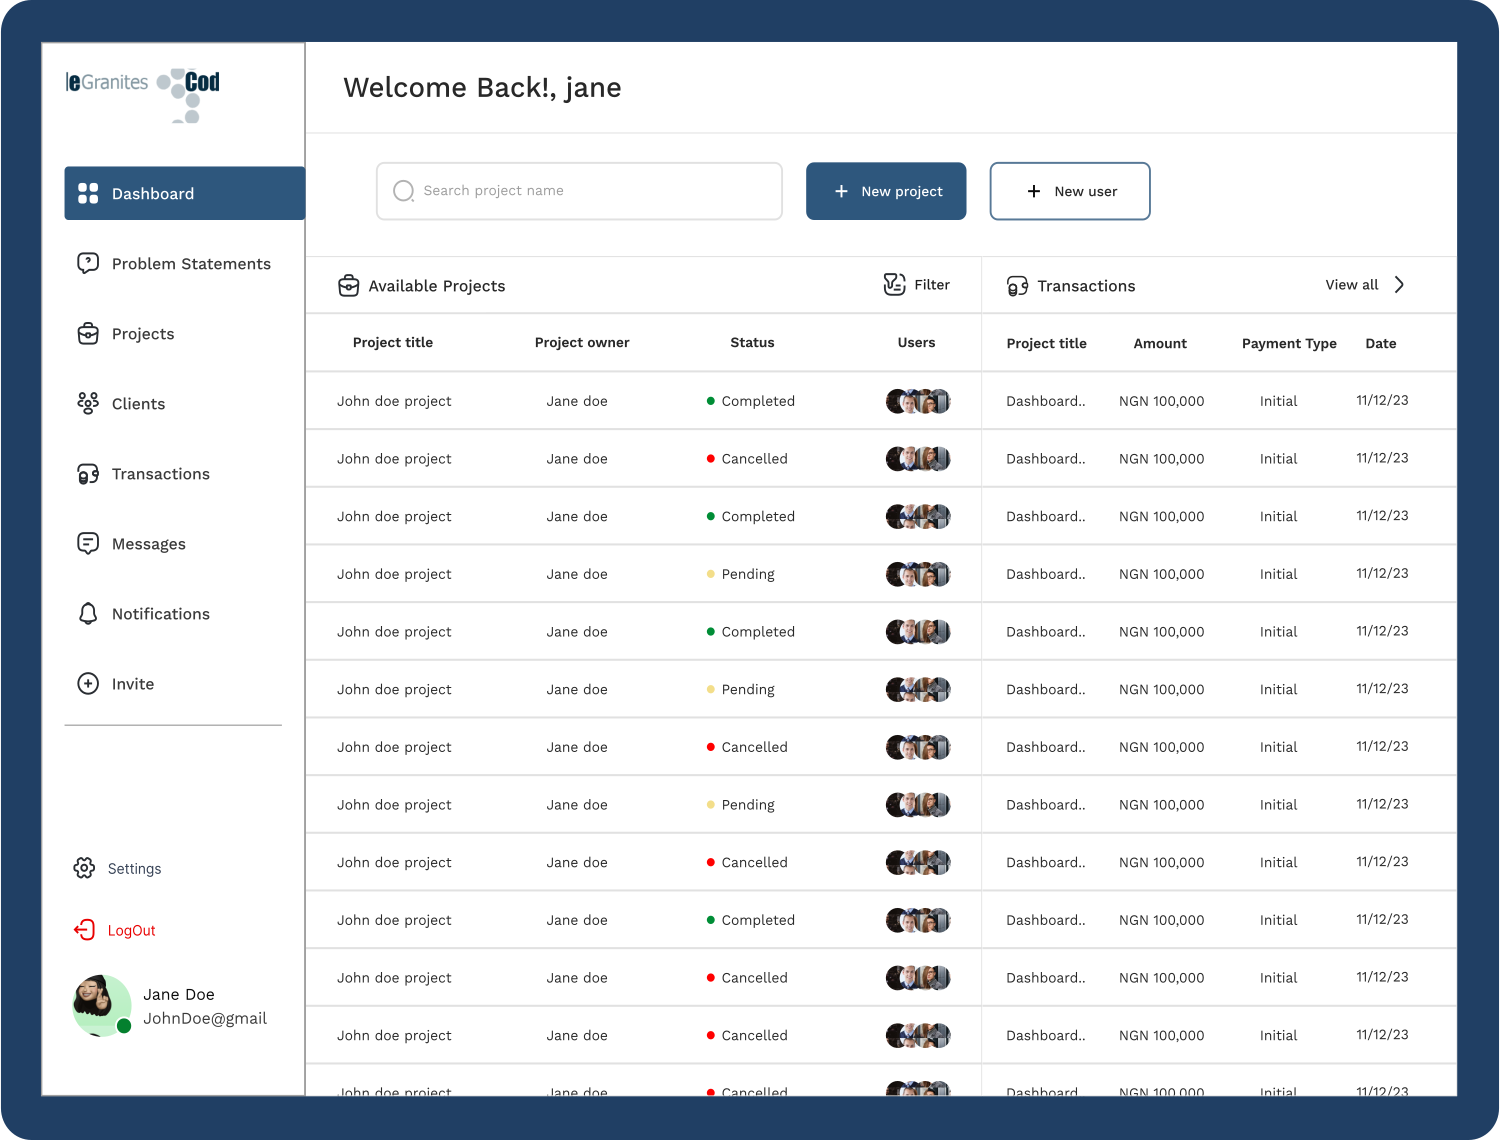 leGranites Cod
Dashboard
Problem Statements
Projects
Clients
Transactions
Messages
Notifications
Invite
Settings
LogOut
Jane Doe
JohnDoe@gmail
Welcome Back!, jane
Search project name
+ New project
+ New user
Available Projects
Filter
Project title Project owner Status Users
John doe project Jane doe Completed
John doe project Jane doe Cancelled
John doe project Jane doe Completed
John doe project Jane doe Pending
John doe project Jane doe Completed
John doe project Jane doe Pending
John doe project Jane doe Cancelled
John doe project Jane doe Pending
John doe project Jane doe Cancelled
John doe project Jane doe Completed
John doe project Jane doe Cancelled
John doe project Jane doe Cancelled
John doe project Jane doe Cancelled
Transactions
View all
Project title Amount Payment Type Date
Dashboard.. NGN 100,000 Initial 11/12/23
Dashboard.. NGN 100,000 Initial 11/12/23
Dashboard.. NGN 100,000 Initial 11/12/23
Dashboard.. NGN 100,000 Initial 11/12/23
Dashboard.. NGN 100,000 Initial 11/12/23
Dashboard.. NGN 100,000 Initial 11/12/23
Dashboard.. NGN 100,000 Initial 11/12/23
Dashboard.. NGN 100,000 Initial 11/12/23
Dashboard.. NGN 100,000 Initial 11/12/23
Dashboard.. NGN 100,000 Initial 11/12/23
Dashboard.. NGN 100,000 Initial 11/12/23
Dashboard.. NGN 100,000 Initial 11/12/23
Dashboard.. NGN 100,000 Initial 11/12/23